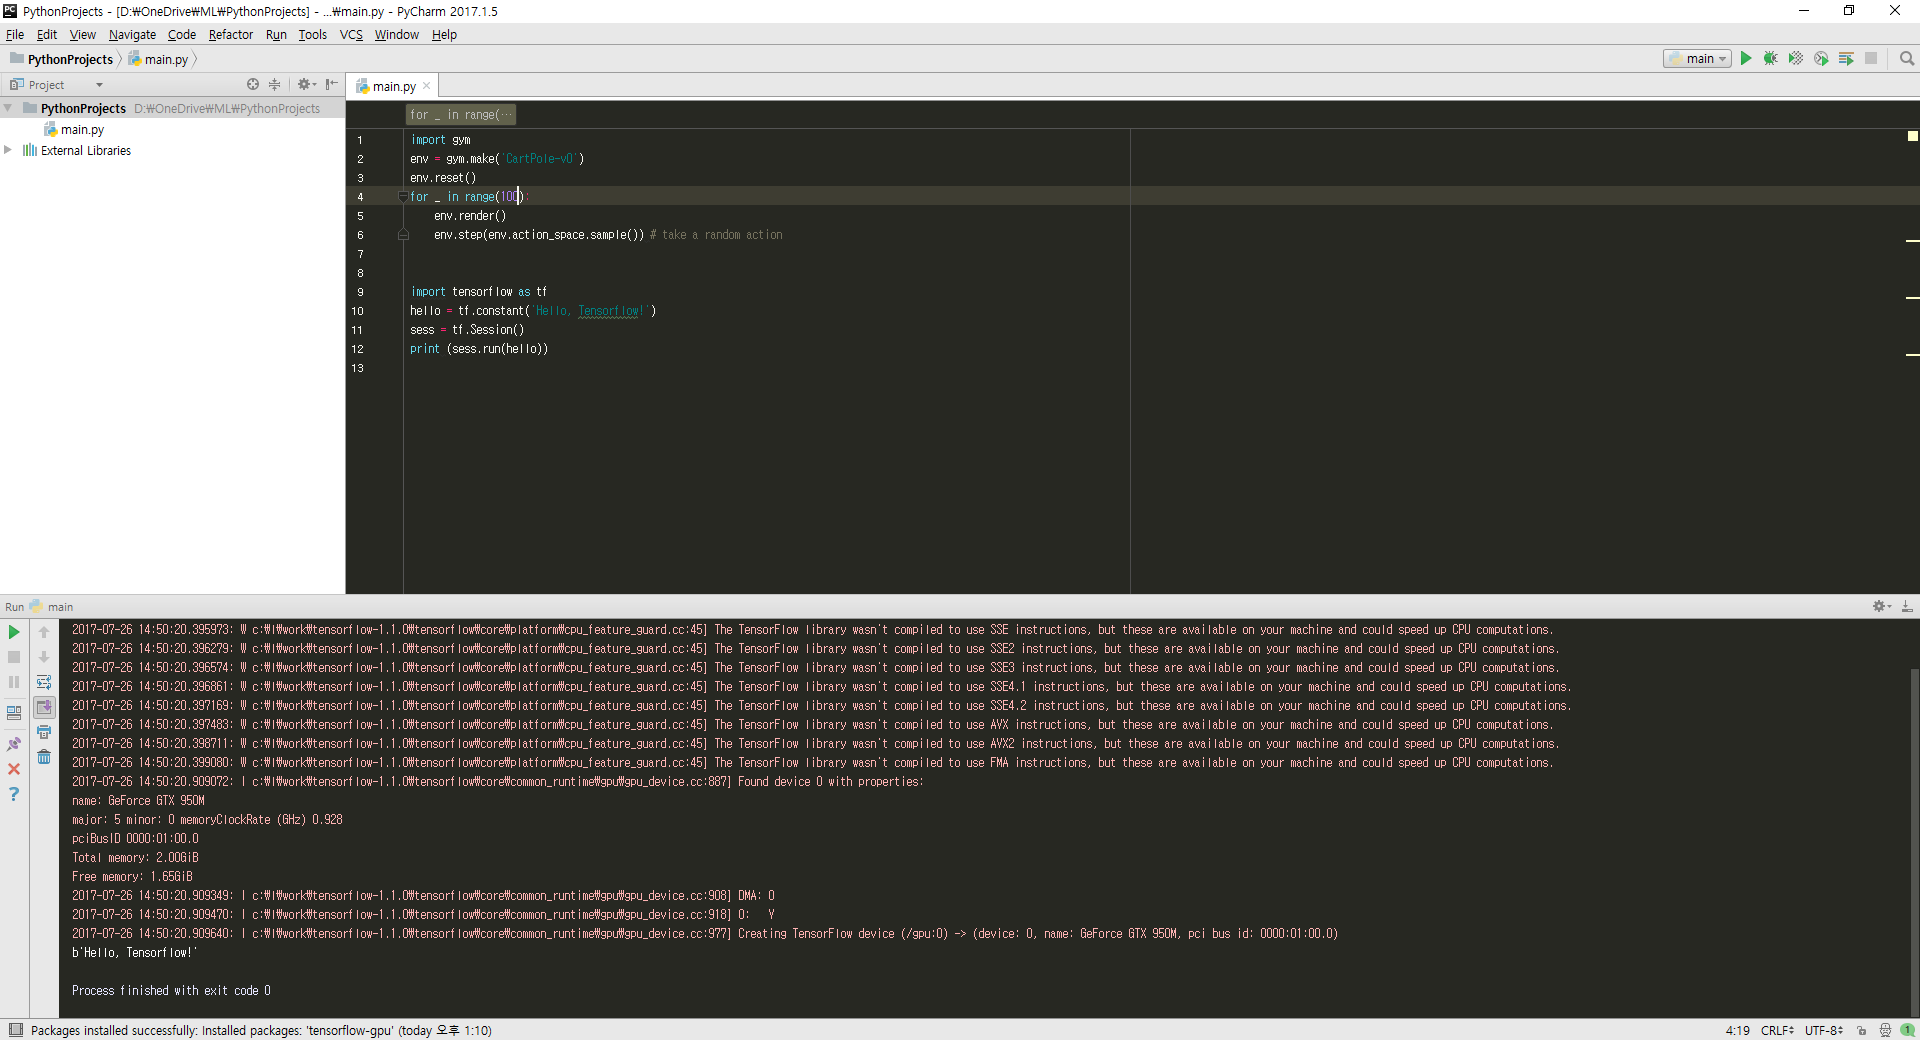 PythonProjects - [D:₩OneDrive₩ML₩PythonProjects] - ...₩main.py - PyCharm 2017.1.5
File Edit View Navigate Code Refactor Run Tools VCS Window Help
PythonProjects main.py main
Project
main.py
PythonProjects D:₩OneDrive₩ML₩PythonProjects
main.py
External Libraries
for _ in range(...
1 import gym
2 env = gym.make('CartPole-v0')
3 env.reset()
4 for _ in range(100):
5 env.render()
6 env.step(env.action_space.sample()) # take a random action
7
8
9 import tensorflow as tf
10 hello = tf.constant('Hello, Tensorflow!')
11 sess = tf.Session()
12 print (sess.run(hello))
13
Run main
2017-07-26 14:50:20.395973: W c:₩l₩work₩tensorflow-1.1.0₩tensorflow₩core₩platform₩cpu_feature_guard.cc:45] The TensorFlow library wasn't compiled to use SSE instructions, but these are available on your machine and could speed up CPU computations.
2017-07-26 14:50:20.396279: W c:₩l₩work₩tensorflow-1.1.0₩tensorflow₩core₩platform₩cpu_feature_guard.cc:45] The TensorFlow library wasn't compiled to use SSE2 instructions, but these are available on your machine and could speed up CPU computations.
2017-07-26 14:50:20.396574: W c:₩l₩work₩tensorflow-1.1.0₩tensorflow₩core₩platform₩cpu_feature_guard.cc:45] The TensorFlow library wasn't compiled to use SSE3 instructions, but these are available on your machine and could speed up CPU computations.
2017-07-26 14:50:20.396861: W c:₩l₩work₩tensorflow-1.1.0₩tensorflow₩core₩platform₩cpu_feature_guard.cc:45] The TensorFlow library wasn't compiled to use SSE4.1 instructions, but these are available on your machine and could speed up CPU computations.
2017-07-26 14:50:20.397169: W c:₩l₩work₩tensorflow-1.1.0₩tensorflow₩core₩platform₩cpu_feature_guard.cc:45] The TensorFlow library wasn't compiled to use SSE4.2 instructions, but these are available on your machine and could speed up CPU computations.
2017-07-26 14:50:20.397483: W c:₩l₩work₩tensorflow-1.1.0₩tensorflow₩core₩platform₩cpu_feature_guard.cc:45] The TensorFlow library wasn't compiled to use AVX instructions, but these are available on your machine and could speed up CPU computations.
2017-07-26 14:50:20.398711: W c:₩l₩work₩tensorflow-1.1.0₩tensorflow₩core₩platform₩cpu_feature_guard.cc:45] The TensorFlow library wasn't compiled to use AVX2 instructions, but these are available on your machine and could speed up CPU computations.
2017-07-26 14:50:20.399080: W c:₩l₩work₩tensorflow-1.1.0₩tensorflow₩core₩platform₩cpu_feature_guard.cc:45] The TensorFlow library wasn't compiled to use FMA instructions, but these are available on your machine and could speed up CPU computations.
2017-07-26 14:50:20.909072: I c:₩l₩work₩tensorflow-1.1.0₩tensorflow₩core₩common_runtime₩gpu₩gpu_device.cc:887] Found device 0 with properties:
name: GeForce GTX 950M
major: 5 minor: 0 memoryClockRate (GHz) 0.928
pciBusID 0000:01:00.0
Total memory: 2.00GiB
Free memory: 1.65GiB
2017-07-26 14:50:20.909349: I c:₩l₩work₩tensorflow-1.1.0₩tensorflow₩core₩common_runtime₩gpu₩gpu_device.cc:908] DMA: 0
2017-07-26 14:50:20.909470: I c:₩l₩work₩tensorflow-1.1.0₩tensorflow₩core₩common_runtime₩gpu₩gpu_device.cc:918] 0: Y
2017-07-26 14:50:20.909640: I c:₩l₩work₩tensorflow-1.1.0₩tensorflow₩core₩common_runtime₩gpu₩gpu_device.cc:977] Creating TensorFlow device (/gpu:0) -> (device: 0, name: GeForce GTX 950M, pci bus id: 0000:01:00.0)
b'Hello, Tensorflow!'
Process finished with exit code 0
Packages installed successfully: Installed packages: 'tensorflow-gpu' (today 오후 1:10) 4:19 CRLF UTF-8 1